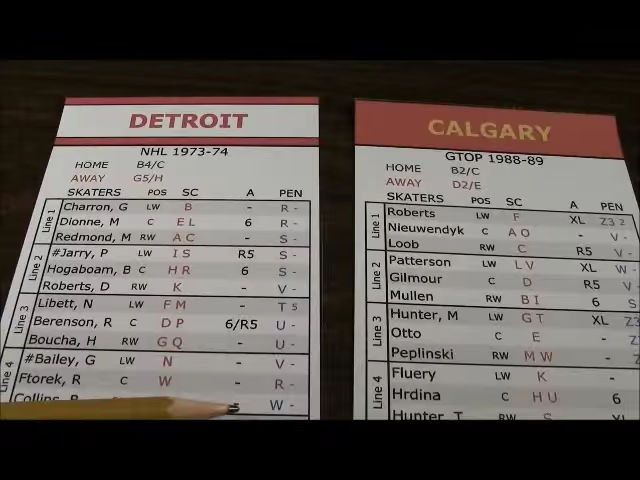 DETROIT
NHL 1973-74
HOME B4/C
AWAY G5/H
SKATERS POS SC A PEN
Line 1
Charron, G LW B - R -
Dionne, M C E L 6 R -
Redmond, M RW A C - S -
Line 2
#Jarry, P LW I S R5 S -
Hogaboam, B C H R 6 S -
Roberts, D RW K - V -
Line 3
Libett, N LW F M - T 5
Berenson, R C D P 6/R5 U -
Boucha, H RW G Q - U -
Line 4
#Bailey, G LW N - V -
Ftorek, R C W - R -
Collins, W -
CALGARY
GTOP 1988-89
HOME B2/C
AWAY D2/E
SKATERS POS SC A PEN
Line 1
Roberts LW F XL Z3 2
Nieuwendyk C A O - V -
Loob RW C R5 V -
Line 2
Patterson LW L V XL W -
Gilmour C D R5 V
Mullen RW B I 6 S
Line 3
Hunter, M LW G T XL Z3
Otto C E - Z
Peplinski RW M W - Z
Line 4
Fluery LW K -
Hrdina C H U 6
Hunter, T RW S XL